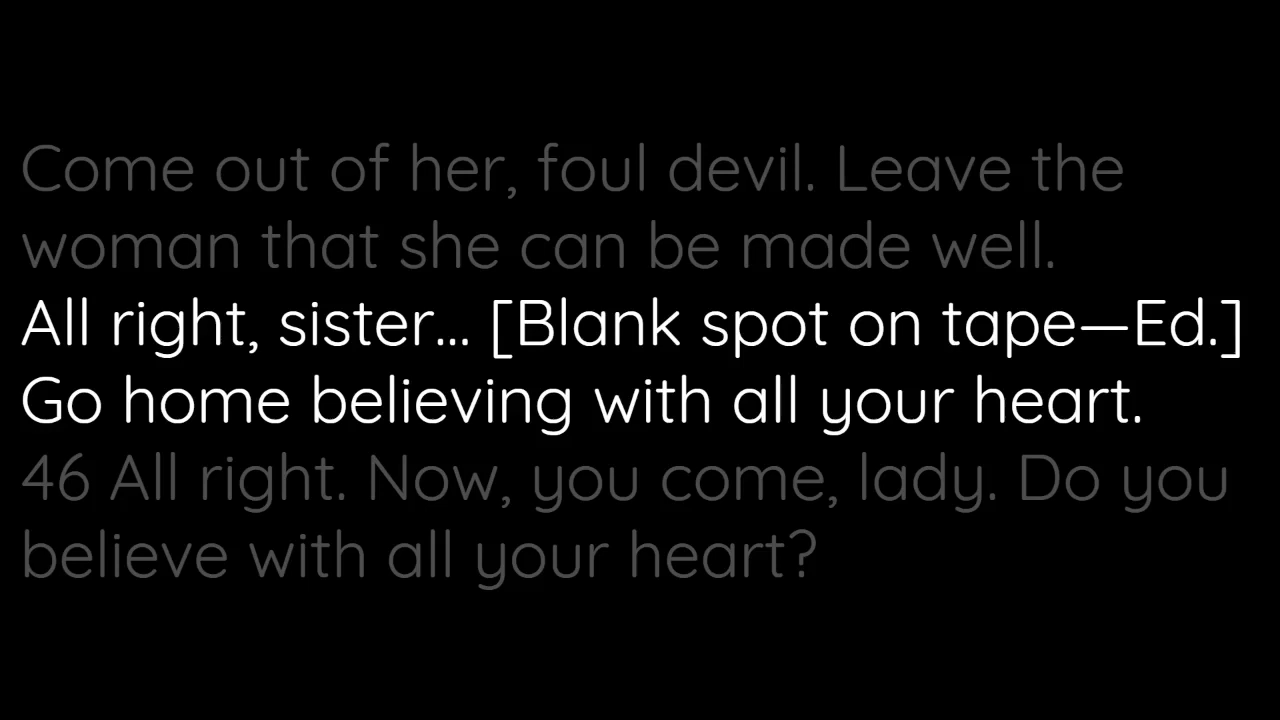 Come out of her, foul devil. Leave the
woman that she can be made well.
All right, sister... [Blank spot on tape—Ed.]
Go home believing with all your heart.
46 All right. Now, you come, lady. Do you
believe with all your heart?